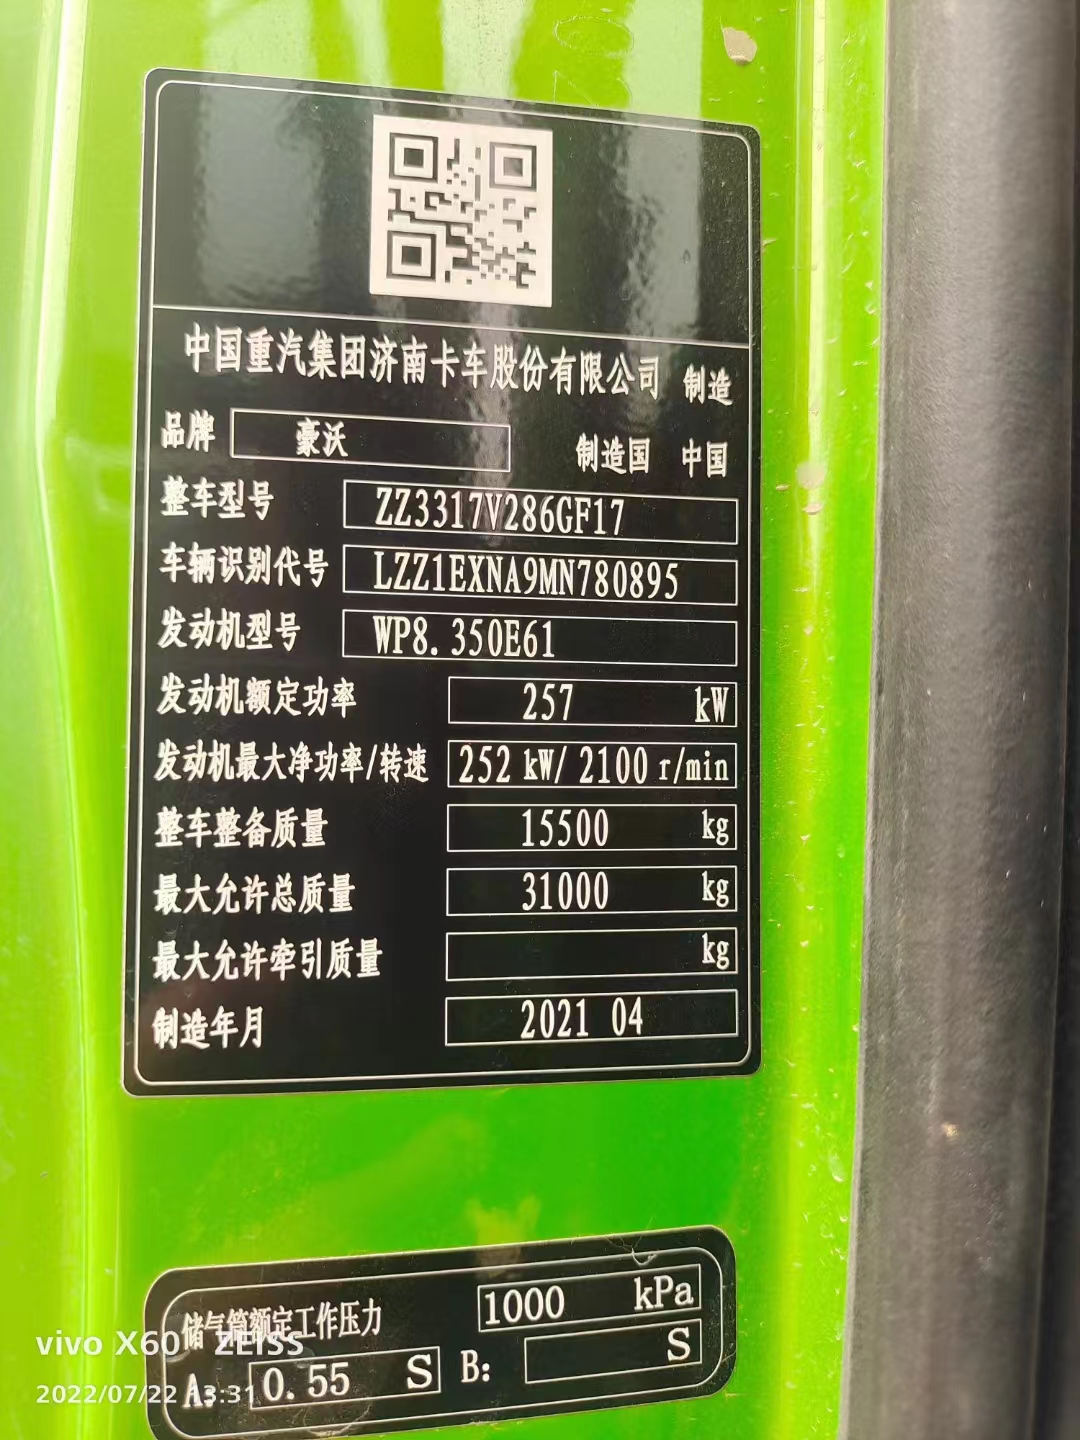 中国重汽集团济南卡车股份有限公司 制造
品牌 豪沃 制造国 中国
整车型号 ZZ3317V286GF17
车辆识别代号 LZZ1EXNA9MN780895
发动机型号 WP8.350E61
发动机额定功率 257 kW
发动机最大净功率/转速 252 kW/ 2100 r/min
整车整备质量 15500 kg
最大允许总质量 31000 kg
最大允许牵引质量 kg
制造年月 2021 04
储气筒额定工作压力 1000 kPa
A: 0.55 S B: S
vivo X60 ZEISS
2022/07/22 13:31